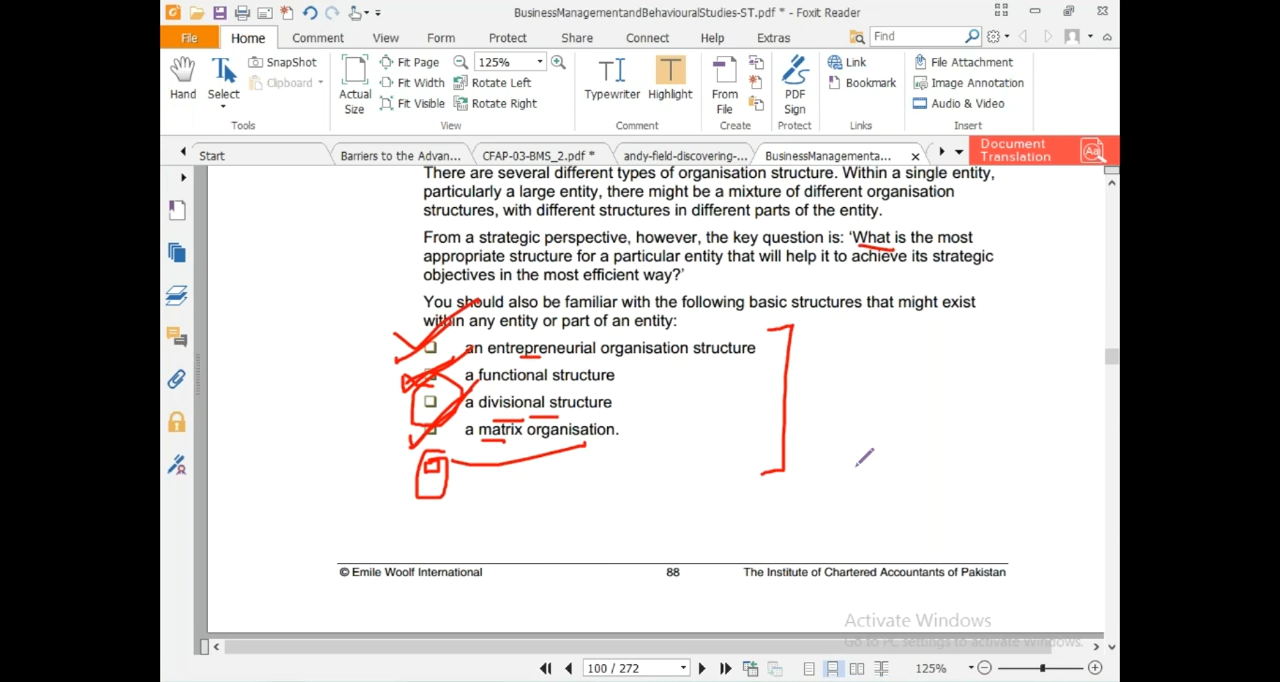 BusinessManagementandBehaviouralStudies-ST.pdf * - Foxit Reader
File Home Comment View Form Protect Share Connect Help Extras Find
Hand Select SnapShot Clipboard Tools
Actual Size Fit Page Fit Width Fit Visible 125% Rotate Left Rotate Right View
Typewriter Highlight Comment
From File Create
PDF Sign Protect
Link Bookmark Links
File Attachment Image Annotation Audio & Video Insert
Start Barriers to the Advan... CFAP-03-BMS_2.pdf * andy-field-discovering-... BusinessManagementa... Document Translation
There are several different types of organisation structure. Within a single entity,
particularly a large entity, there might be a mixture of different organisation
structures, with different structures in different parts of the entity.
From a strategic perspective, however, the key question is: ‘What is the most
appropriate structure for a particular entity that will help it to achieve its strategic
objectives in the most efficient way?’
You should also be familiar with the following basic structures that might exist
within any entity or part of an entity:
an entrepreneurial organisation structure
a functional structure
a divisional structure
a matrix organisation.
© Emile Woolf International 88 The Institute of Chartered Accountants of Pakistan
Activate Windows
Go to PC settings to activate Windows.
100 / 272 125%